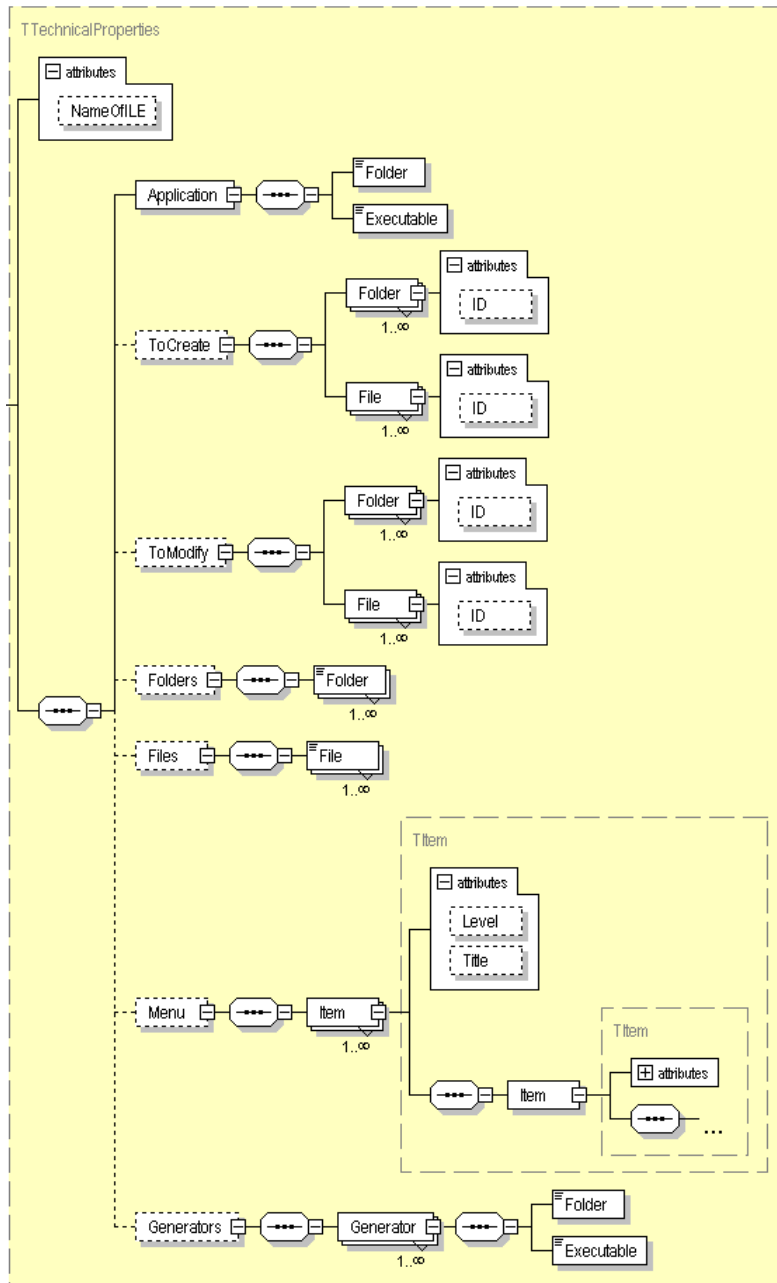 TTechnicalProperties
attributes
NameOfILE
Application
Folder
Executable
ToCreate
Folder
1..∞
attributes
ID
File
1..∞
attributes
ID
ToModify
Folder
1..∞
attributes
ID
File
1..∞
attributes
ID
Folders
Folder
1..∞
Files
File
1..∞
Menu
Item
1..∞
TItem
attributes
Level
Title
Item
TItem
attributes
...
Generators
Generator
1..∞
Folder
Executable